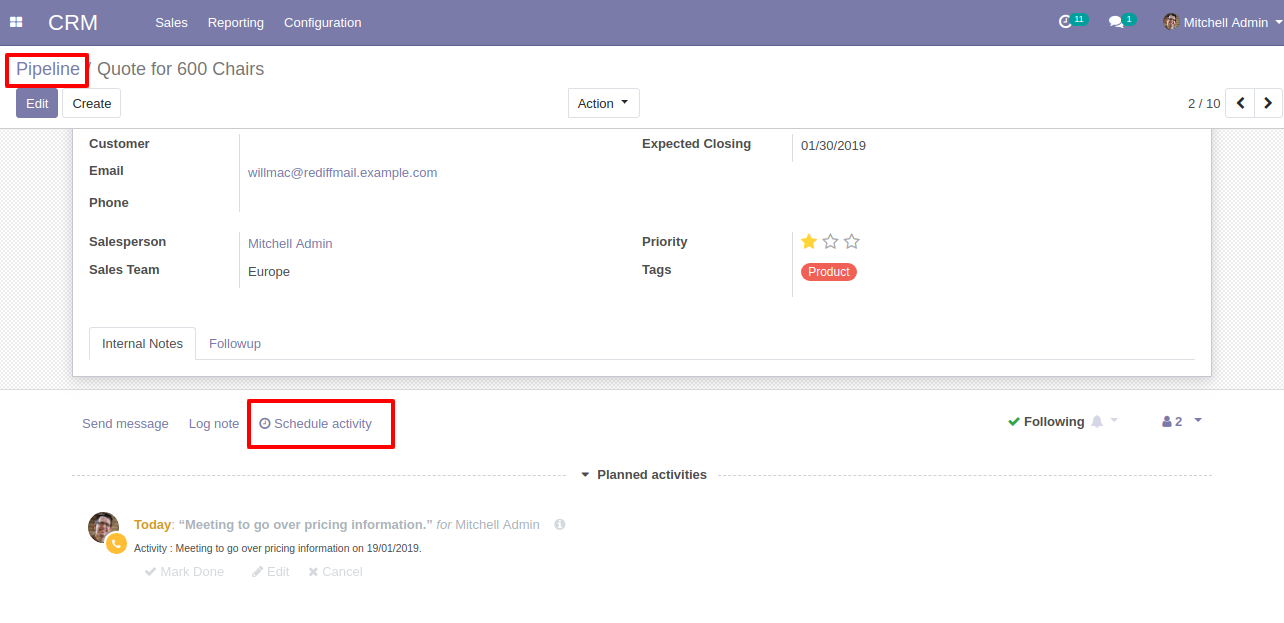 CRM Sales Reporting Configuration 11 1 Mitchell Admin
Pipeline / Quote for 600 Chairs
Edit Create Action 2 / 10
Customer Expected Closing 01/30/2019
Email willmac@rediffmail.example.com
Phone
Salesperson Mitchell Admin Priority
Sales Team Europe Tags Product
Internal Notes Followup
Send message Log note Schedule activity Following 2
Planned activities
Today: “Meeting to go over pricing information.” for Mitchell Admin
Activity : Meeting to go over pricing information on 19/01/2019.
Mark Done Edit Cancel